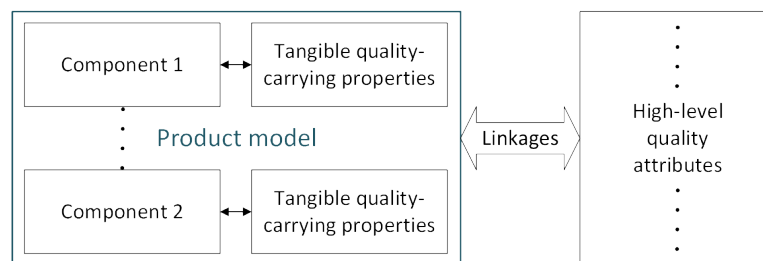 Component 1
Tangible quality-
carrying properties
Product model
Component 2
Tangible quality-
carrying properties
Linkages
High-level
quality
attributes